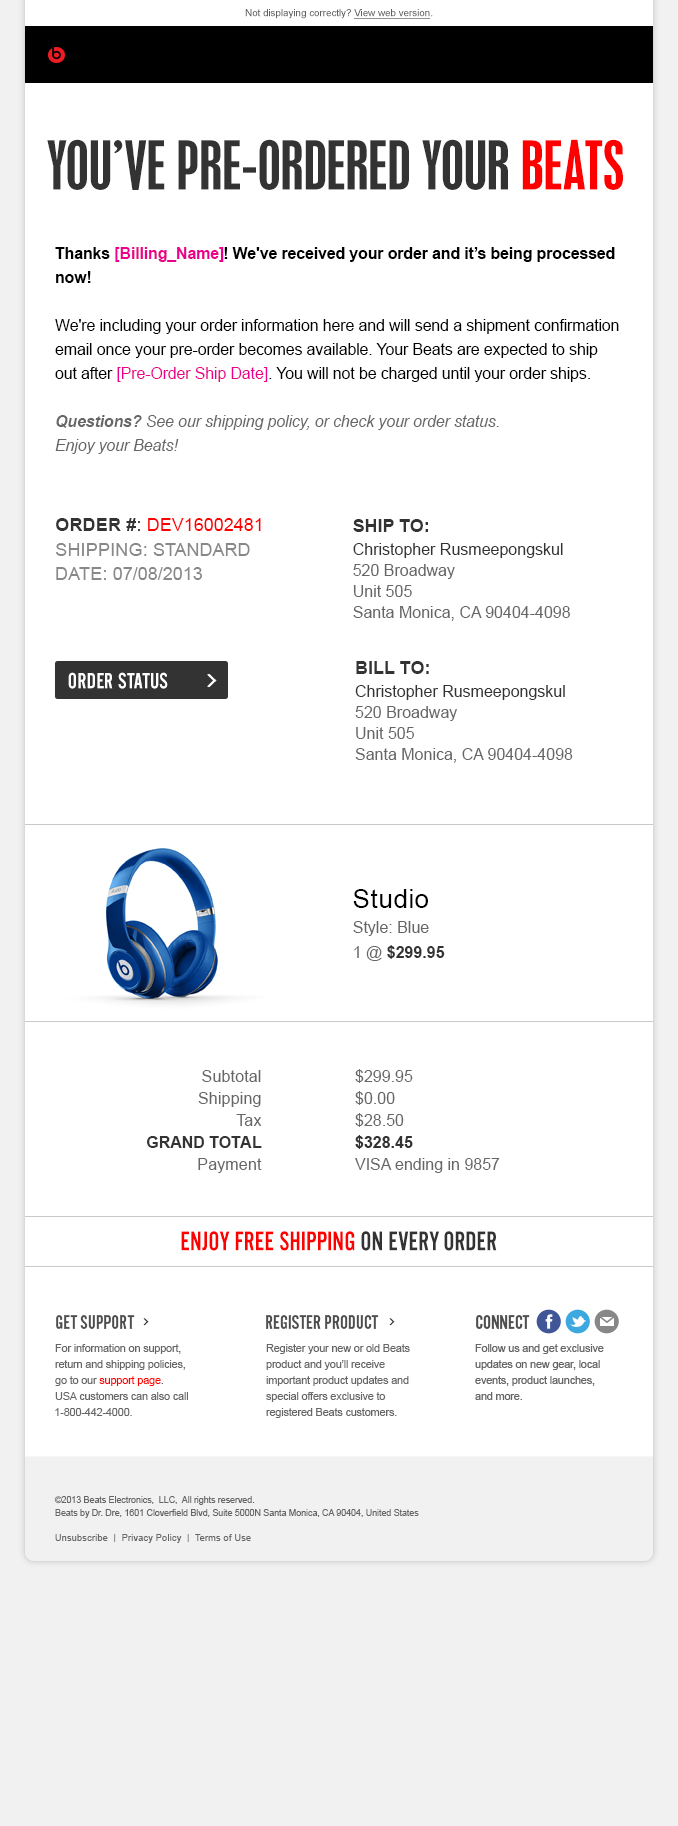 Not displaying correctly? View web version.
YOU'VE PRE-ORDERED YOUR BEATS
Thanks [Billing_Name]! We've received your order and it's being processed
now!
We're including your order information here and will send a shipment confirmation
email once your pre-order becomes available. Your Beats are expected to ship
out after [Pre-Order Ship Date]. You will not be charged until your order ships.
Questions? See our shipping policy, or check your order status.
Enjoy your Beats!
ORDER #: DEV16002481
SHIPPING: STANDARD
DATE: 07/08/2013
SHIP TO:
Christopher Rusmeepongskul
520 Broadway
Unit 505
Santa Monica, CA 90404-4098
ORDER STATUS
BILL TO:
Christopher Rusmeepongskul
520 Broadway
Unit 505
Santa Monica, CA 90404-4098
Studio
Style: Blue
1 @ $299.95
Subtotal $299.95
Shipping $0.00
Tax $28.50
GRAND TOTAL $328.45
Payment VISA ending in 9857
ENJOY FREE SHIPPING ON EVERY ORDER
GET SUPPORT
For information on support,
return and shipping policies,
go to our support page.
USA customers can also call
1-800-442-4000.
REGISTER PRODUCT
Register your new or old Beats
product and you'll receive
important product updates and
special offers exclusive to
registered Beats customers.
CONNECT
Follow us and get exclusive
updates on new gear, local
events, product launches,
and more.
©2013 Beats Electronics, LLC, All rights reserved.
Beats by Dr. Dre, 1601 Cloverfield Blvd, Suite 5000N Santa Monica, CA 90404, United States
Unsubscribe | Privacy Policy | Terms of Use